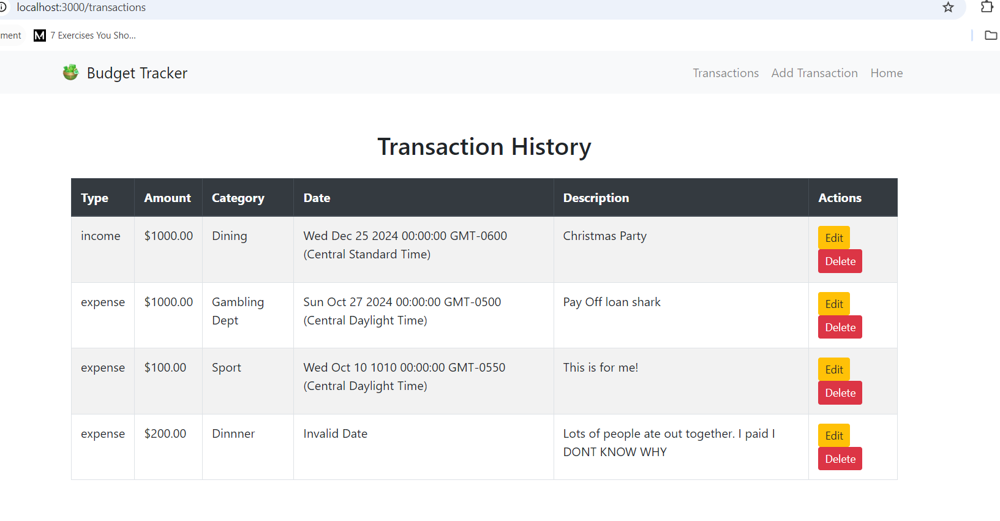 localhost:3000/transactions
ment M 7 Exercises You Sho...
Budget Tracker Transactions Add Transaction Home
Transaction History
Type Amount Category Date Description Actions
income $1000.00 Dining Wed Dec 25 2024 00:00:00 GMT-0600 Christmas Party Edit
(Central Standard Time) Delete
expense $1000.00 Gambling Sun Oct 27 2024 00:00:00 GMT-0500 Pay Off loan shark Edit
Dept (Central Daylight Time) Delete
expense $100.00 Sport Wed Oct 10 1010 00:00:00 GMT-0550 This is for me! Edit
(Central Daylight Time) Delete
expense $200.00 Dinnner Invalid Date Lots of people ate out together. I paid I Edit
DONT KNOW WHY Delete